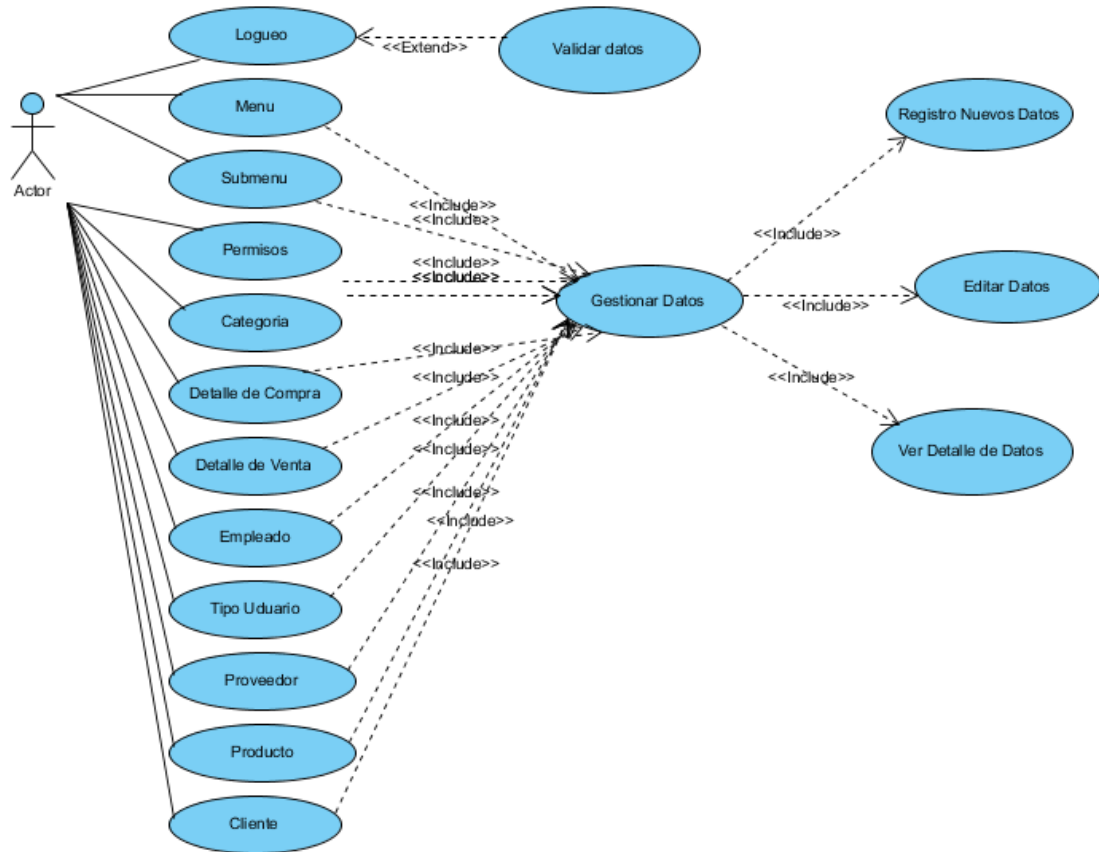 Logueo
<<Extend>>
Validar datos
Menu
Registro Nuevos Datos
Actor
Submenu
<<Include>>
<<Include>>
<<Include>>
Permisos
<<Include>>
<<Include>>
Gestionar Datos
Editar Datos
<<Include>>
Categoria
<<Include>>
<<Include>>
<<Include>>
Detalle de Compra
<<Include>>
Detalle de Venta
Ver Detalle de Datos
<<Include>>
<<Include>>
Empleado
<<Include>>
<<Include>>
Tipo Uduario
Proveedor
Producto
Cliente